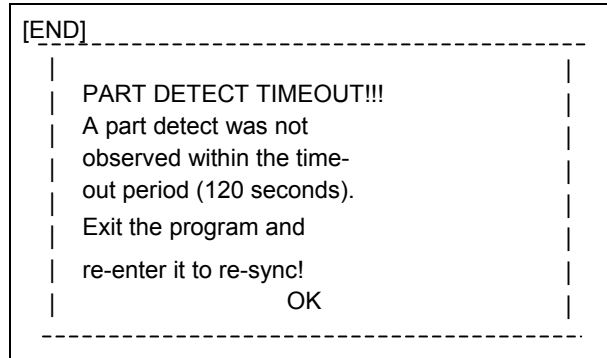 [END]
PART DETECT TIMEOUT!!!
A part detect was not
observed within the time-
out period (120 seconds).
Exit the program and
re-enter it to re-sync!
OK